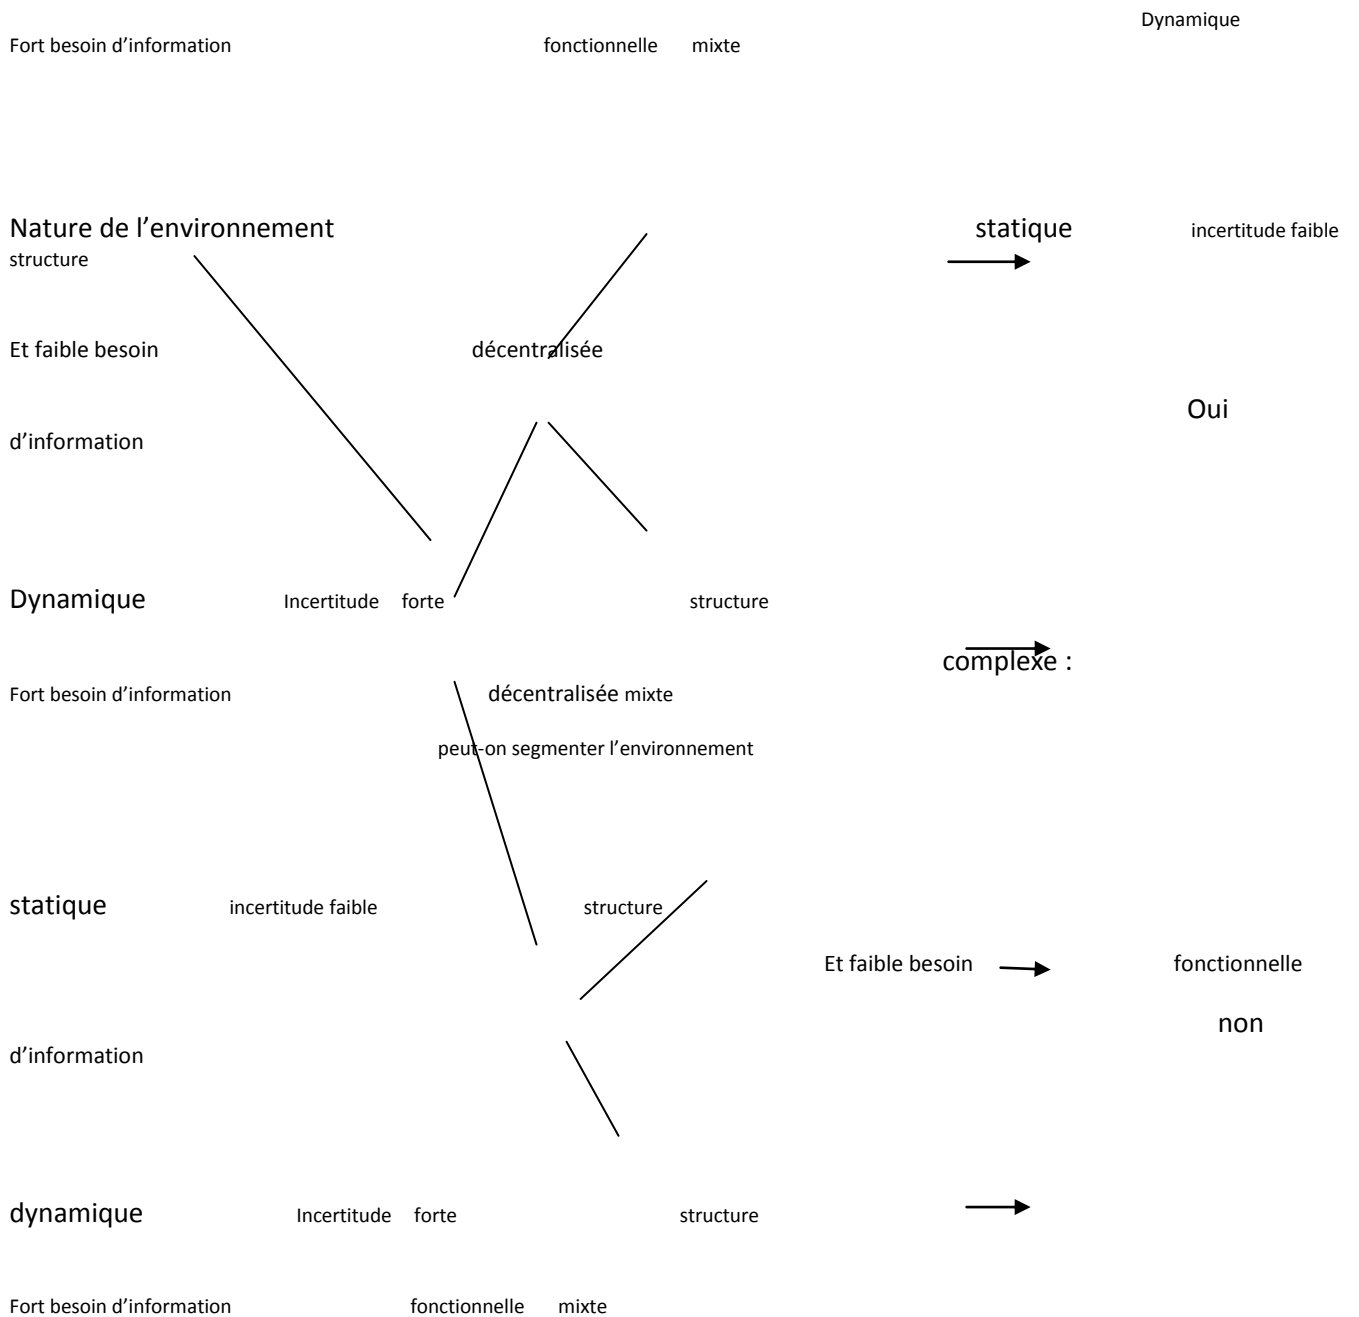 Dynamique
Fort besoin d’information fonctionnelle mixte
Nature de l’environnement statique incertitude faible
structure
Et faible besoin décentralisée
Oui
d’information
Dynamique Incertitude forte structure
complexe :
Fort besoin d’information décentralisée mixte
peut-on segmenter l’environnement
statique incertitude faible structure
Et faible besoin fonctionnelle
non
d’information
dynamique Incertitude forte structure
Fort besoin d’information fonctionnelle mixte